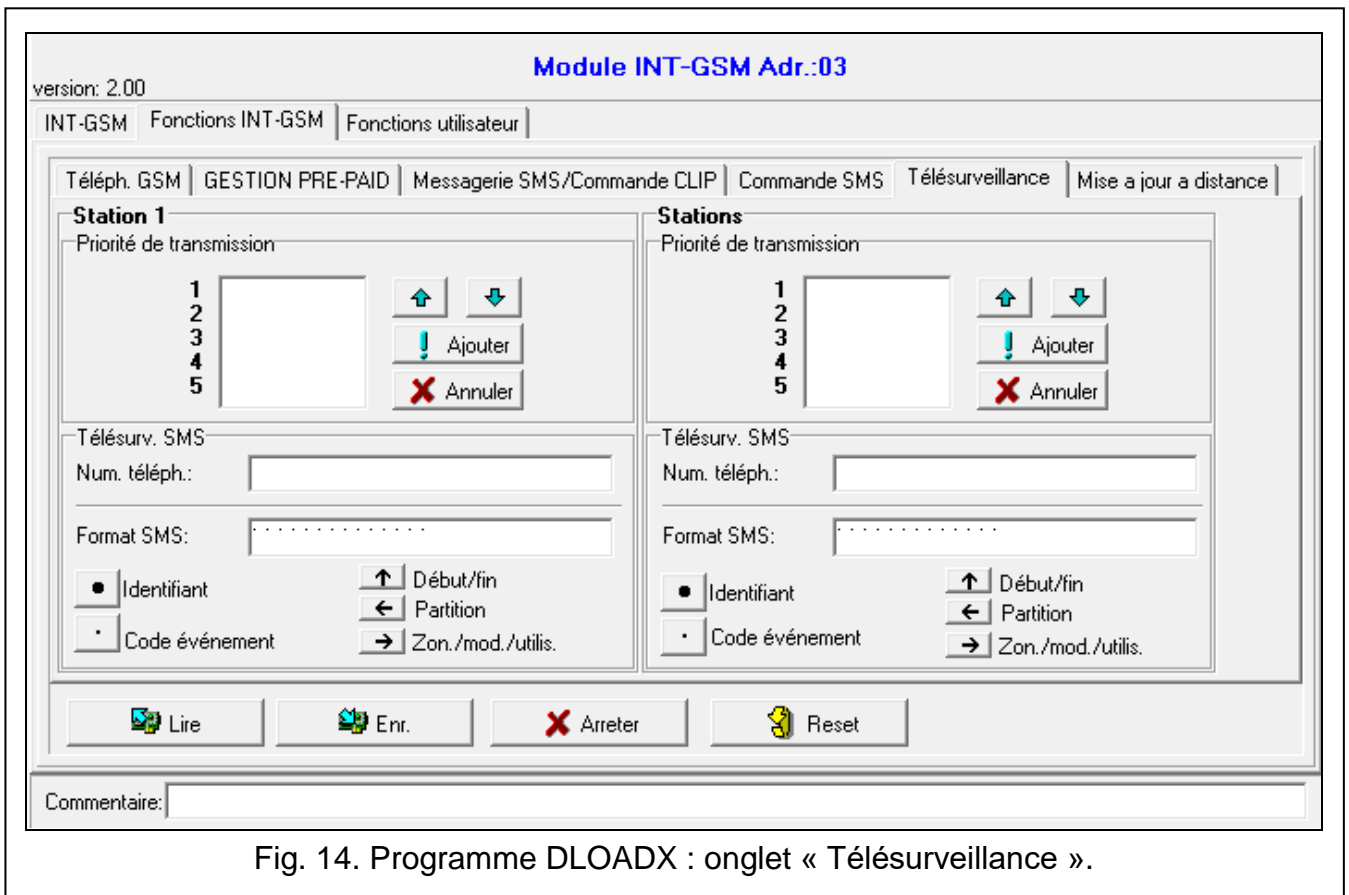 Module INT-GSM Adr.:03
version: 2.00
INT-GSM Fonctions INT-GSM Fonctions utilisateur
Téléph. GSM GESTION PRE-PAID Messagerie SMS/Commande CLIP Commande SMS Télésurveillance Mise a jour a distance
Station 1
Priorité de transmission
1
2
3
4
5
Ajouter
Annuler
Télésurv. SMS
Num. téléph.:
Format SMS: . . . . . . . . . . . . . .
Identifiant
Code événement
Début/fin
Partition
Zon./mod./utilis.
Stations
Priorité de transmission
1
2
3
4
5
Ajouter
Annuler
Télésurv. SMS
Num. téléph.:
Format SMS: . . . . . . . . . . . . .
Identifiant
Code événement
Début/fin
Partition
Zon./mod./utilis.
Lire Enr. Arreter Reset
Commentaire:
Fig. 14. Programme DLOADX : onglet « Télésurveillance ».